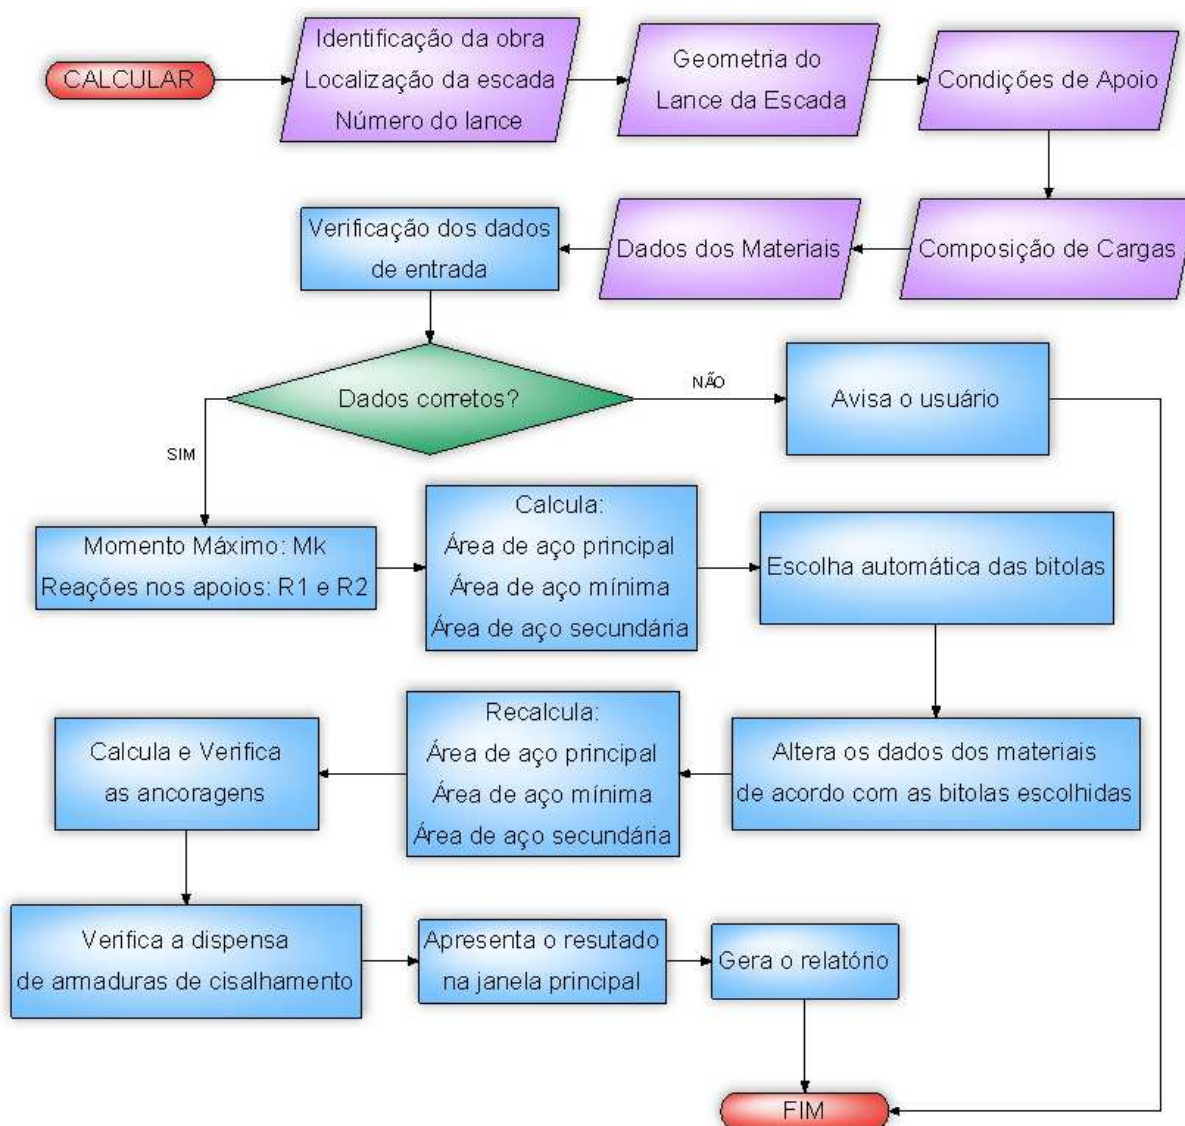 CALCULAR
Identificação da obra
Localização da escada
Número do lance
Geometria do
Lance da Escada
Condições de Apoio
Composição de Cargas
Dados dos Materiais
Verificação dos dados
de entrada
Dados corretos?
NÃO
Avisa o usuário
SIM
Momento Máximo: Mk
Reações nos apoios: R1 e R2
Calcula:
Área de aço principal
Área de aço mínima
Área de aço secundária
Escolha automática das bitolas
Altera os dados dos materiais
de acordo com as bitolas escolhidas
Recalcula:
Área de aço principal
Área de aço mínima
Área de aço secundária
Calcula e Verifica
as ancoragens
Verifica a dispensa
de armaduras de cisalhamento
Apresenta o resutado
na janela principal
Gera o relatório
FIM